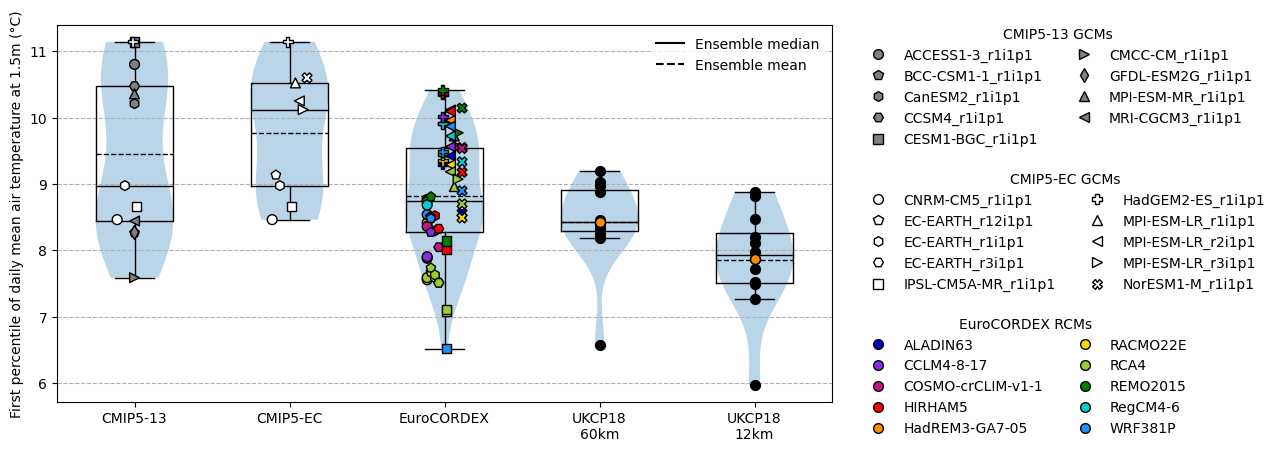 First percentile of daily mean air temperature at 1.5m (°C)
11
10
9
8
7
6
CMIP5-13
CMIP5-EC
EuroCORDEX
UKCP18
60km
UKCP18
12km
Ensemble median
Ensemble mean
CMIP5-13 GCMs
ACCESS1-3_r1i1p1
BCC-CSM1-1_r1i1p1
CanESM2_r1i1p1
CCSM4_r1i1p1
CESM1-BGC_r1i1p1
CMCC-CM_r1i1p1
GFDL-ESM2G_r1i1p1
MPI-ESM-MR_r1i1p1
MRI-CGCM3_r1i1p1
CMIP5-EC GCMs
CNRM-CM5_r1i1p1
EC-EARTH_r12i1p1
EC-EARTH_r1i1p1
EC-EARTH_r3i1p1
IPSL-CM5A-MR_r1i1p1
HadGEM2-ES_r1i1p1
MPI-ESM-LR_r1i1p1
MPI-ESM-LR_r2i1p1
MPI-ESM-LR_r3i1p1
NorESM1-M_r1i1p1
EuroCORDEX RCMs
ALADIN63
CCLM4-8-17
COSMO-crCLIM-v1-1
HIRHAM5
HadREM3-GA7-05
RACMO22E
RCA4
REMO2015
RegCM4-6
WRF381P